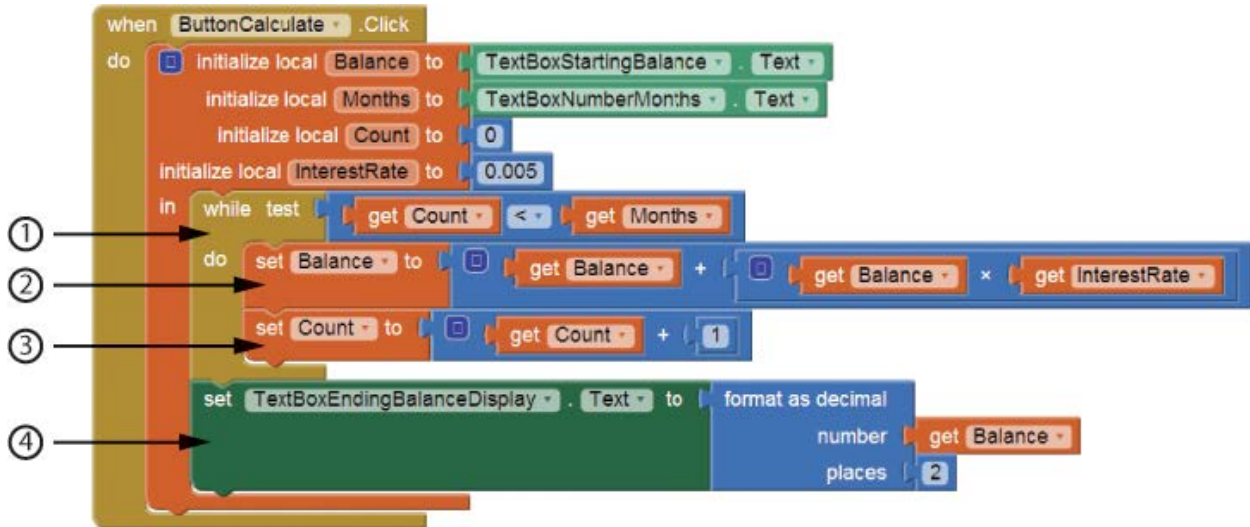 when ButtonCalculate .Click
do initialize local Balance to TextBoxStartingBalance . Text
initialize local Months to TextBoxNumberMonths . Text
initialize local Count to 0
initialize local InterestRate to 0.005
in while test get Count < get Months
①
do set Balance to get Balance + get Balance × get InterestRate
②
set Count to get Count + 1
③
set TextBoxEndingBalanceDisplay . Text to format as decimal
④ number get Balance
places 2